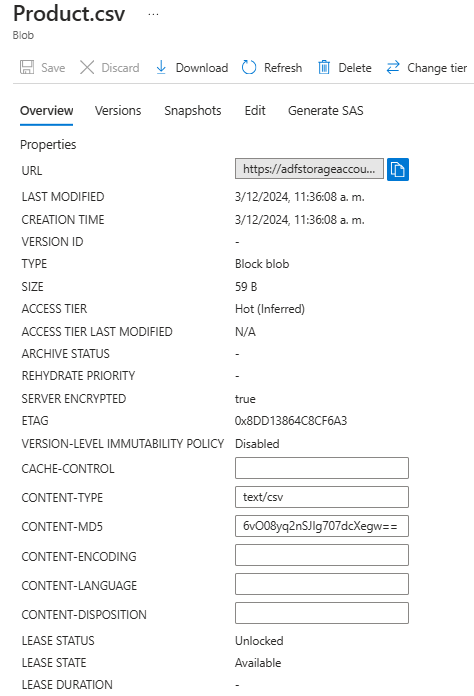 Product.csv ...
Blob
Save Discard Download Refresh Delete Change tier
Overview Versions Snapshots Edit Generate SAS
Properties
URL https://adfstorageaccou...
LAST MODIFIED 3/12/2024, 11:36:08 a. m.
CREATION TIME 3/12/2024, 11:36:08 a. m.
VERSION ID -
TYPE Block blob
SIZE 59 B
ACCESS TIER Hot (Inferred)
ACCESS TIER LAST MODIFIED N/A
ARCHIVE STATUS -
REHYDRATE PRIORITY -
SERVER ENCRYPTED true
ETAG 0x8DD13864C8CF6A3
VERSION-LEVEL IMMUTABILITY POLICY Disabled
CACHE-CONTROL
CONTENT-TYPE text/csv
CONTENT-MD5 6vO08yq2nSJIg707dcXegw==
CONTENT-ENCODING
CONTENT-LANGUAGE
CONTENT-DISPOSITION
LEASE STATUS Unlocked
LEASE STATE Available
LEASE DURATION -